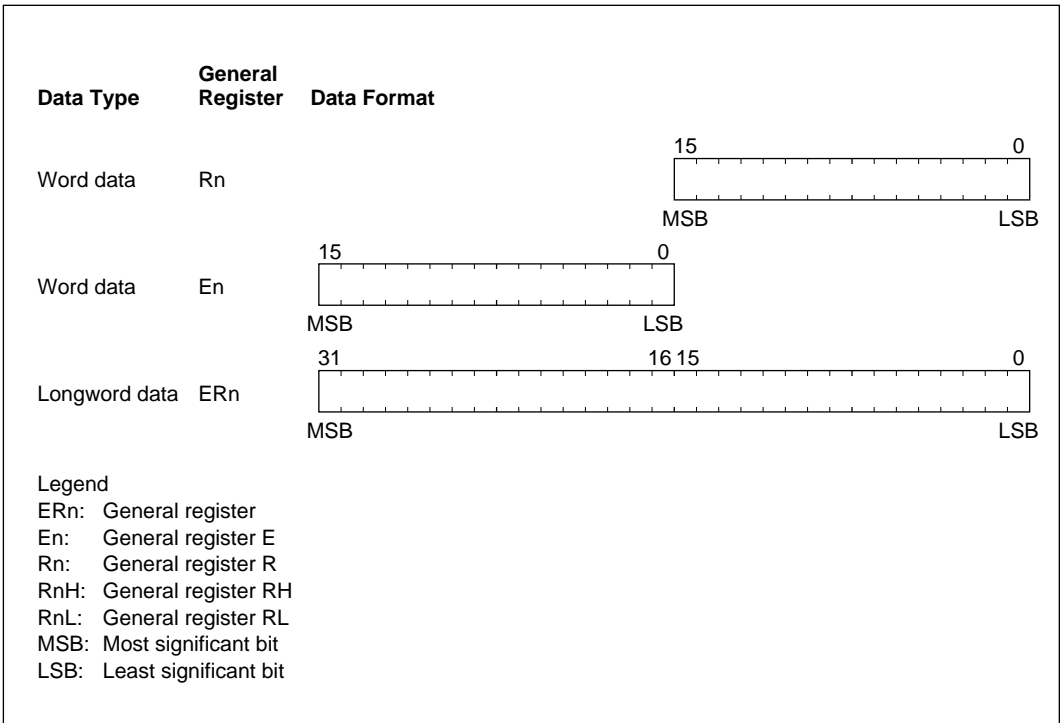 General
Data Type Register Data Format
15 0
Word data Rn
MSB LSB
15 0
Word data En
MSB LSB
31 16 15 0
Longword data ERn
MSB LSB
Legend
ERn: General register
En: General register E
Rn: General register R
RnH: General register RH
RnL: General register RL
MSB: Most significant bit
LSB: Least significant bit